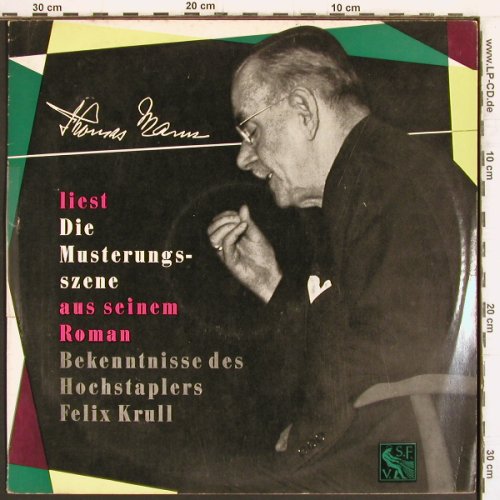 30 cm 20 cm 10 cm
Thomas Mann
liest
Die
Musterungs-
szene
aus seinem
Roman
Bekenntnisse des
Hochstaplers
Felix Krull
S.F.
V.A.
www.LP-CD.de
10 cm
20 cm
30 cm